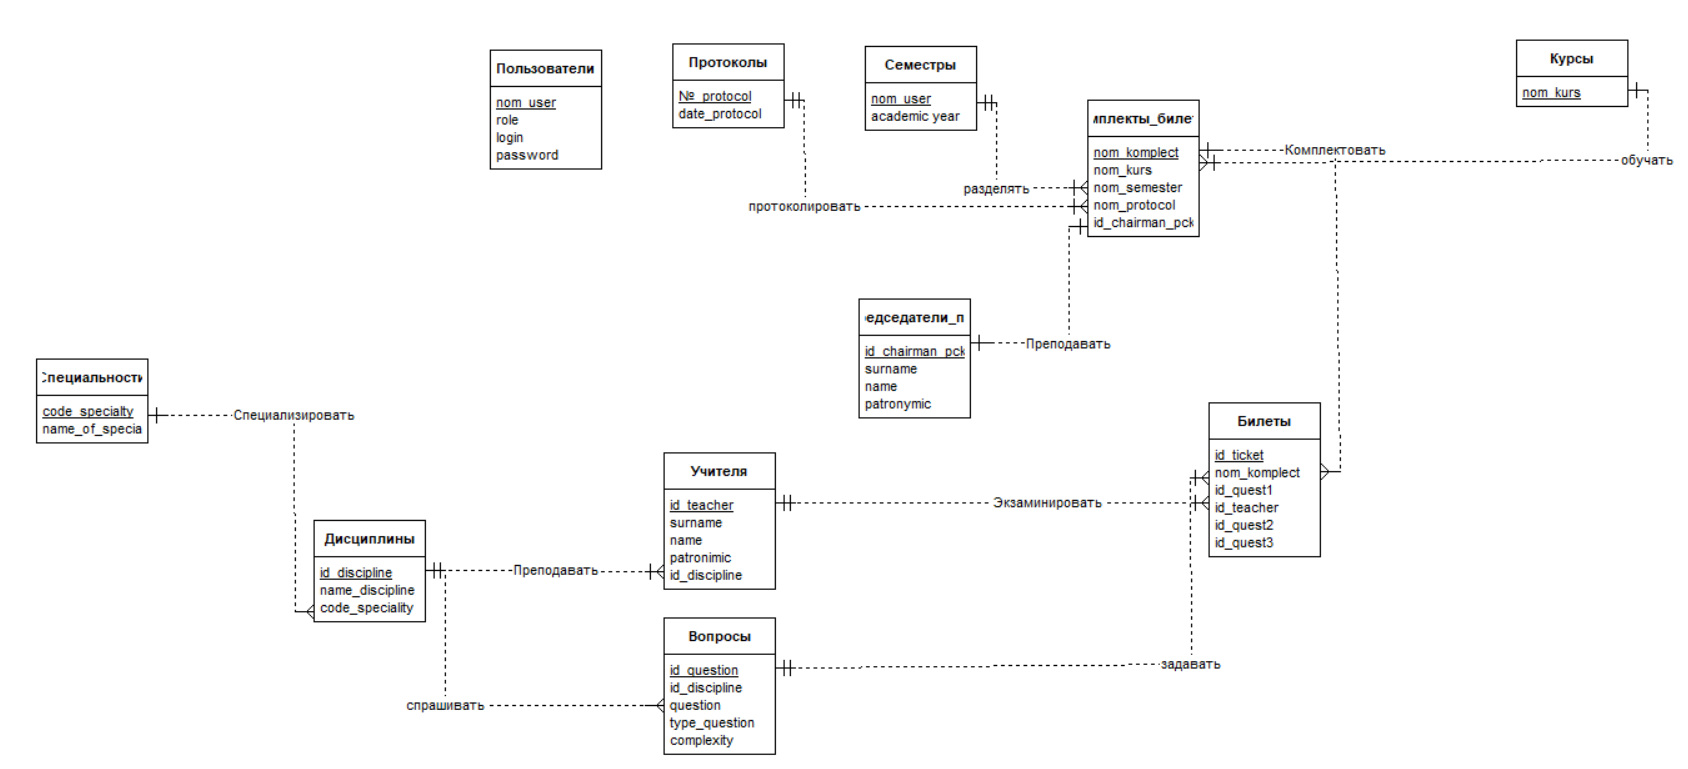 Пользователи
nom_user
role
login
password
Протоколы
№_protocol
date_protocol
Семестры
nom_user
academic year
Курсы
nom_kurs
мплекты_биле
nom_komplect
nom_kurs
nom_semester
nom_protocol
id_chairman_pck
Комплектовать
обучать
разделять
протоколировать
едседатели_п
id_chairman_pck
surname
name
patronymic
Преподавать
Специальности
code_specialty
name_of_specia
Специализировать
Билеты
id_ticket
nom_komplect
id_quest1
id_teacher
id_quest2
id_quest3
Учителя
id_teacher
surname
name
patronimic
id_discipline
Экзаминировать
Дисциплины
id_discipline
name_discipline
code_speciality
Преподавать
Вопросы
id_question
id_discipline
question
type_question
complexity
задавать
спрашивать